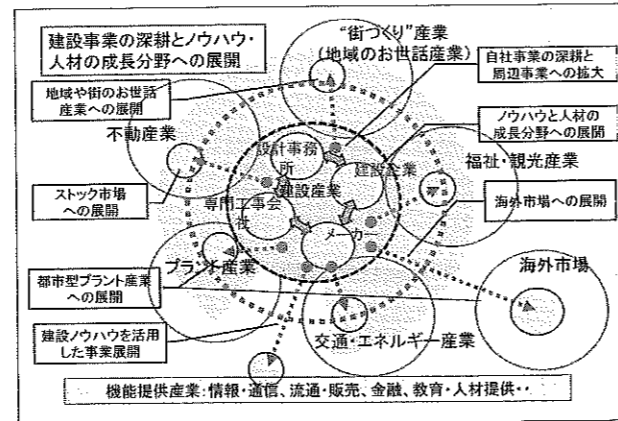 建設事業の深耕とノウハウ・
人材の成長分野への展開
“街づくり”産業
(地域のお世話産業)
自社事業の深耕と
周辺事業への拡大
地域や街のお世話
産業への展開
ノウハウと人材の
成長分野への展開
不動産業
設計事務
所
建設企業
福祉・観光産業
建設産業
ストック市場
への展開
専門工事会
社
海外市場への展開
メーカー
プラント産業
海外市場
都市型プラント産業
への展開
建設ノウハウを活用
した事業展開
交通・エネルギー産業
機能提供産業:情報・通信、流通・販売、金融、教育・人材提供・・